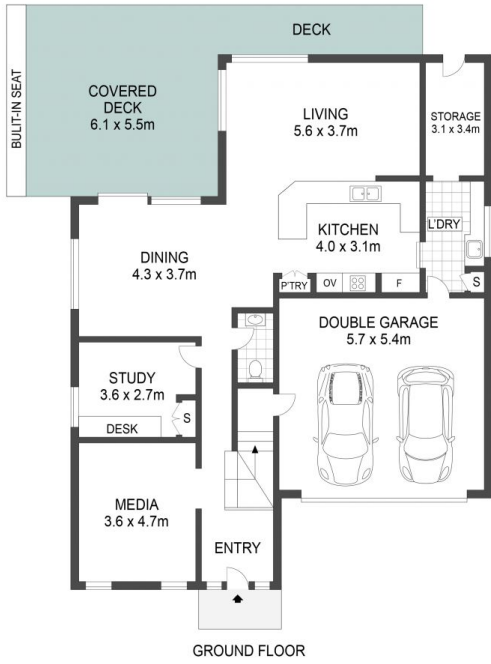 DECK
BULIT-IN SEAT
COVERED
DECK
6.1 x 5.5m
LIVING
5.6 x 3.7m
STORAGE
3.1 x 3.4m
KITCHEN
4.0 x 3.1m
L'DRY
DINING
4.3 x 3.7m
P'TRY
OV
F
S
DOUBLE GARAGE
5.7 x 5.4m
STUDY
3.6 x 2.7m
S
DESK
MEDIA
3.6 x 4.7m
ENTRY
GROUND FLOOR